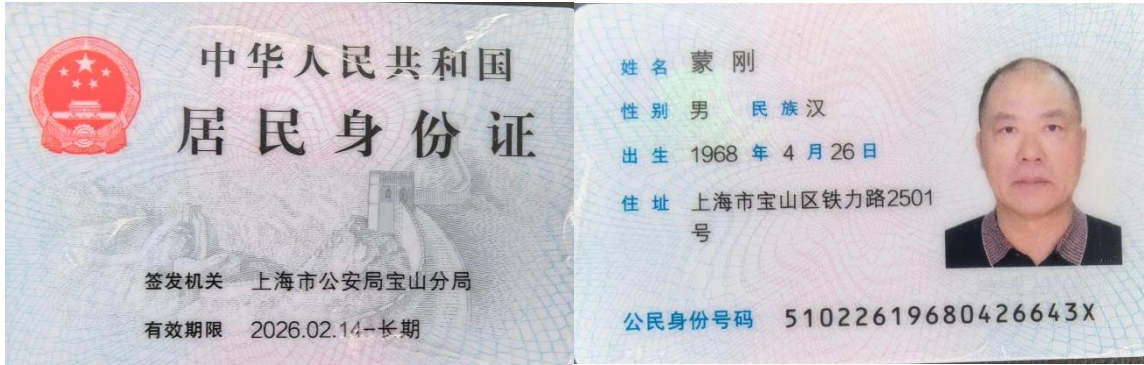 中华人民共和国
居民身份证
签发机关 上海市公安局宝山分局
有效期限 2026.02.14-长期
姓名 蒙刚
性别 男 民族 汉
出生 1968 年 4 月 26 日
住址 上海市宝山区铁力路2501
号
公民身份号码 51022619680426643X